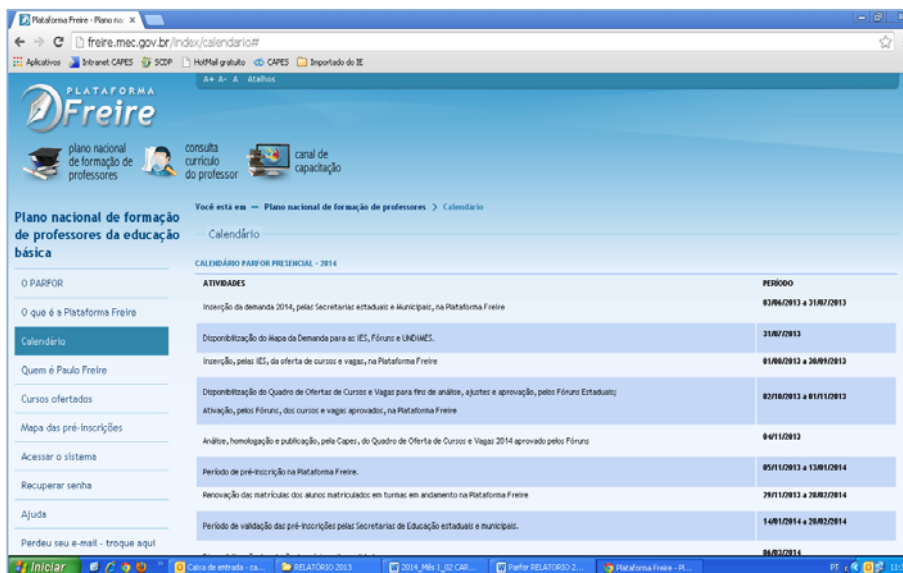 Plataforma Freire - Plano nac
freire.mec.gov.br/index/calendario#
Aplicativos Intranet CAPES SCDP HotMail gratuito CAPES Importado do IE
A+ A- A Atalhos
PLATAFORMA
Freire
plano nacional
de formação de
professores
consulta
currículo
do professor
canal de
capacitação
Plano nacional de formação
de professores da educação
básica
O PARFOR
O que é a Plataforma Freire
Calendário
Quem é Paulo Freire
Cursos ofertados
Mapa das pré-inscrições
Acessar o sistema
Recuperar senha
Ajuda
Perdeu seu e-mail - troque aqui
Você está em — Plano nacional de formação de professores > Calendário
Calendário
CALENDÁRIO PARFOR PRESENCIAL - 2014
ATIVIDADES PERÍODO
Inserção da demanda 2014, pelas Secretarias estaduais e Municipais, na Plataforma Freire 03/06/2013 a 31/07/2013
Disponibilização do Mapa da Demanda para as IES, Fóruns e UNDIMES. 31/07/2013
Inserção, pelas IES, da oferta de cursos e vagas, na Plataforma Freire 01/08/2013 a 30/09/2013
Disponibilização do Quadro de Ofertas de Cursos e Vagas para fins de análise, ajustes e aprovação, pelos Fóruns Estaduais; 02/10/2013 a 01/11/2013
Ativação, pelos Fóruns, dos cursos e vagas aprovados, na Plataforma Freire
Análise, homologação e publicação, pela Capes, do Quadro de Oferta de Cursos e Vagas 2014 aprovado pelos Fóruns 04/11/2013
Período de pré-inscrição na Plataforma Freire. 05/11/2013 a 13/01/2014
Renovação das matrículas dos alunos matriculados em turmas em andamento na Plataforma Freire 29/11/2013 a 28/02/2014
Período de validação das pré-inscrições pelas Secretarias de Educação estaduais e municipais. 14/01/2014 a 28/02/2014
06/03/2014
Iniciar
Caixa de entrada - ca... RELATÓRIO 2013 2014_Mês 1_02 CAR... Parfor RELATORIO 2... Plataforma Freire - Pl... PT